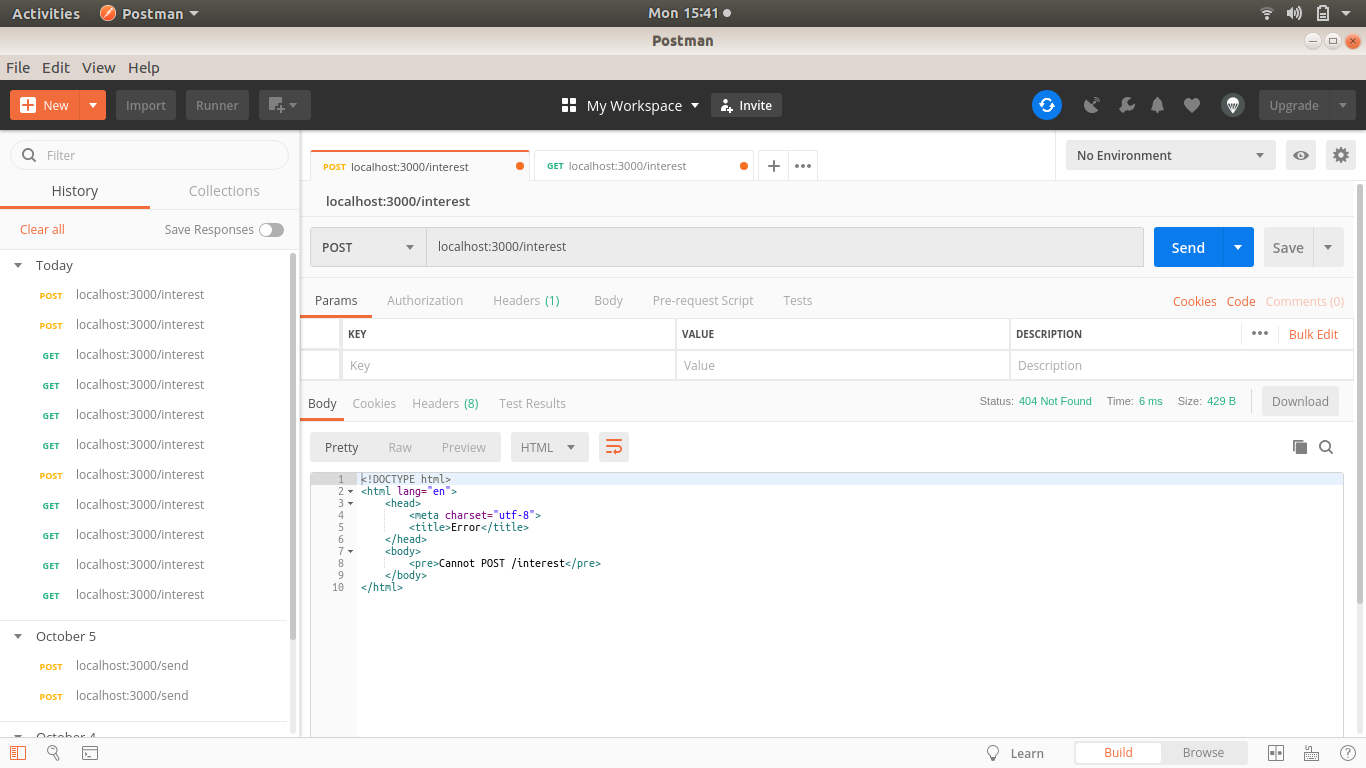 Activities Postman Mon 15:41
Postman
File Edit View Help
New Import Runner My Workspace Invite Upgrade
Filter
History Collections
Clear all Save Responses
Today
POST localhost:3000/interest
POST localhost:3000/interest
GET localhost:3000/interest
GET localhost:3000/interest
GET localhost:3000/interest
GET localhost:3000/interest
POST localhost:3000/interest
GET localhost:3000/interest
GET localhost:3000/interest
GET localhost:3000/interest
GET localhost:3000/interest
October 5
POST localhost:3000/send
POST localhost:3000/send
October 4
POST localhost:3000/interest GET localhost:3000/interest No Environment
localhost:3000/interest
POST localhost:3000/interest Send Save
Params Authorization Headers (1) Body Pre-request Script Tests Cookies Code Comments (0)
KEY VALUE DESCRIPTION Bulk Edit
Key Value Description
Body Cookies Headers (8) Test Results Status: 404 Not Found Time: 6 ms Size: 429 B Download
Pretty Raw Preview HTML
1 <!DOCTYPE html>
2 <html lang="en">
3 <head>
4 <meta charset="utf-8">
5 <title>Error</title>
6 </head>
7 <body>
8 <pre>Cannot POST /interest</pre>
9 </body>
10 </html>
Learn Build Browse